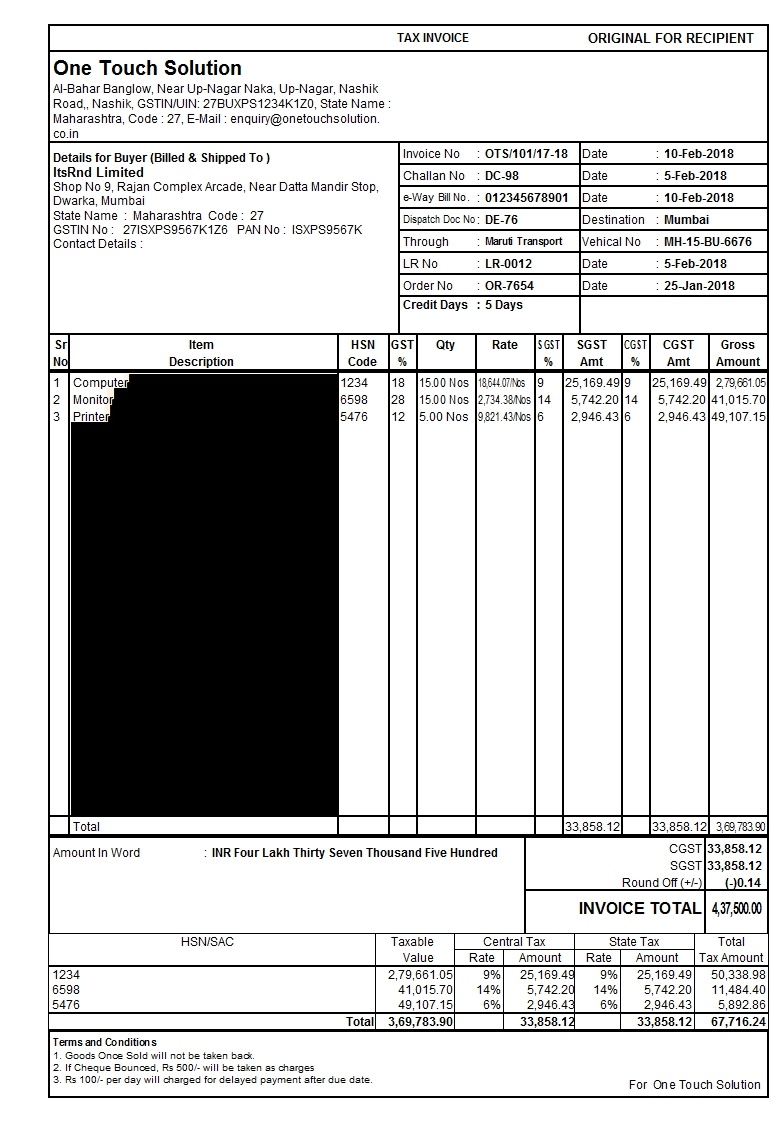 TAX INVOICE ORIGINAL FOR RECIPIENT
One Touch Solution
Al-Bahar Banglow, Near Up-Nagar Naka, Up-Nagar, Nashik
Road,, Nashik, GSTIN/UIN: 27BUXPS1234K1Z0, State Name :
Maharashtra, Code : 27, E-Mail : enquiry@onetouchsolution.
co.in
Details for Buyer (Billed & Shipped To )
ItsRnd Limited
Shop No 9, Rajan Complex Arcade, Near Datta Mandir Stop,
Dwarka, Mumbai
State Name : Maharashtra Code : 27
GSTIN No : 27ISXPS9567K1Z6 PAN No : ISXPS9567K
Contact Details :
Invoice No : OTS/101/17-18 Date : 10-Feb-2018
Challan No : DC-98 Date : 5-Feb-2018
e-Way Bill No. : 012345678901 Date : 10-Feb-2018
Dispatch Doc No : DE-76 Destination : Mumbai
Through : Maruti Transport Vehical No : MH-15-BU-6676
LR No : LR-0012 Date : 5-Feb-2018
Order No : OR-7654 Date : 25-Jan-2018
Credit Days : 5 Days
Sr Item HSN GST Qty Rate SGST SGST CGST CGST Gross
No Description Code % % Amt % Amt Amount
1 Computer 1234 18 15.00 Nos 18,644.07/Nos 9 25,169.49 9 25,169.49 2,79,661.05
2 Monitor 6598 28 15.00 Nos 2,734.38/Nos 14 5,742.20 14 5,742.20 41,015.70
3 Printer 5476 12 5.00 Nos 9,821.43/Nos 6 2,946.43 6 2,946.43 49,107.15
Total 33,858.12 33,858.12 3,69,783.90
Amount In Word : INR Four Lakh Thirty Seven Thousand Five Hundred
CGST 33,858.12
SGST 33,858.12
Round Off (+/-) (-)0.14
INVOICE TOTAL 4,37,500.00
HSN/SAC Taxable Central Tax State Tax Total
Value Rate Amount Rate Amount Tax Amount
1234 2,79,661.05 9% 25,169.49 9% 25,169.49 50,338.98
6598 41,015.70 14% 5,742.20 14% 5,742.20 11,484.40
5476 49,107.15 6% 2,946.43 6% 2,946.43 5,892.86
Total 3,69,783.90 33,858.12 33,858.12 67,716.24
Terms and Conditions
1. Goods Once Sold will not be taken back.
2. If Cheque Bounced, Rs 500/- will be taken as charges
3. Rs 100/- per day will charged for delayed payment after due date.
For One Touch Solution